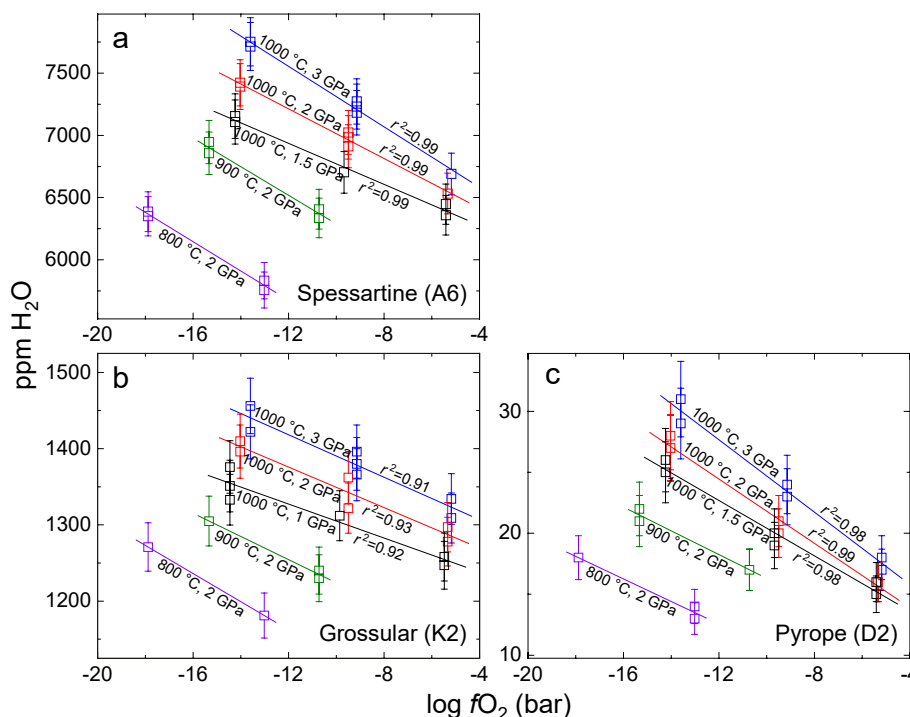 a
1000 °C, 3 GPa
1000 °C, 2 GPa
1000 °C, 1.5 GPa
900 °C, 2 GPa
800 °C, 2 GPa
r²=0.99
r²=0.99
r²=0.99
Spessartine (A6)
7500
7000
6500
6000
-20 -16 -12 -8 -4
ppm H₂O
b
1000 °C, 3 GPa
1000 °C, 2 GPa
1000 °C, 1 GPa
900 °C, 2 GPa
800 °C, 2 GPa
r²=0.91
r²=0.93
r²=0.92
Grossular (K2)
1500
1400
1300
1200
-20 -16 -12 -8 -4
c
1000 °C, 3 GPa
1000 °C, 2 GPa
1000 °C, 1.5 GPa
900 °C, 2 GPa
800 °C, 2 GPa
r²=0.98
r²=0.99
r²=0.98
Pyrope (D2)
30
20
10
-20 -16 -12 -8 -4
log fO₂ (bar)